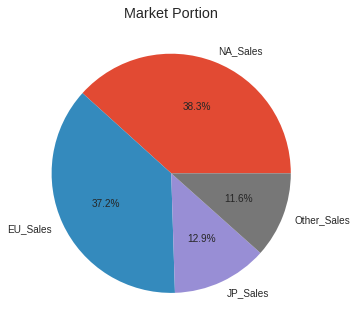 Market Portion
NA_Sales
38.3%
37.2%
11.6%
Other_Sales
EU_Sales
12.9%
JP_Sales